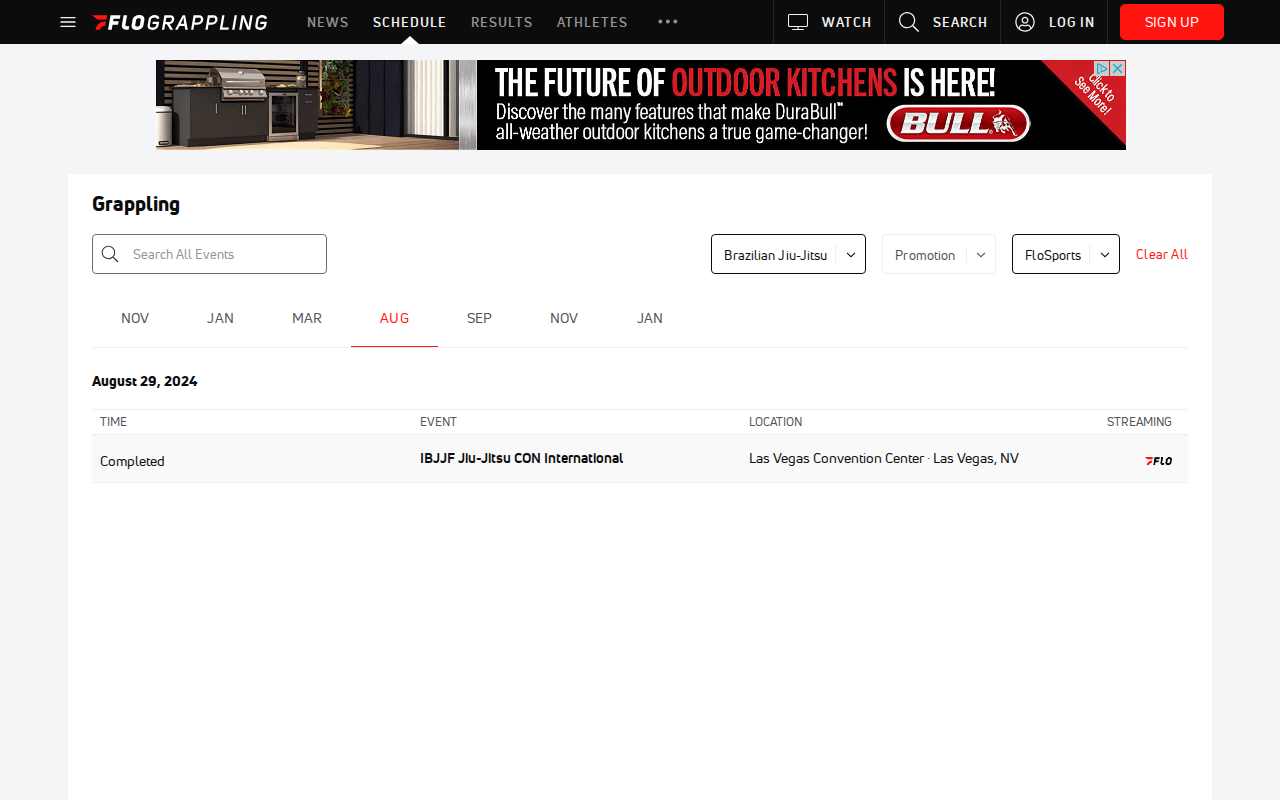 FLOGRAPPLING NEWS SCHEDULE RESULTS ATHLETES WATCH SEARCH LOG IN SIGN UP
THE FUTURE OF OUTDOOR KITCHENS IS HERE!
Discover the many features that make DuraBull™
all-weather outdoor kitchens a true game-changer!
BULL
Click to
See More!
Grappling
Search All Events Brazilian Jiu-Jitsu Promotion FloSports Clear All
NOV JAN MAR AUG SEP NOV JAN
August 29, 2024
TIME EVENT LOCATION STREAMING
Completed IBJJF Jiu-Jitsu CON International Las Vegas Convention Center · Las Vegas, NV FLO